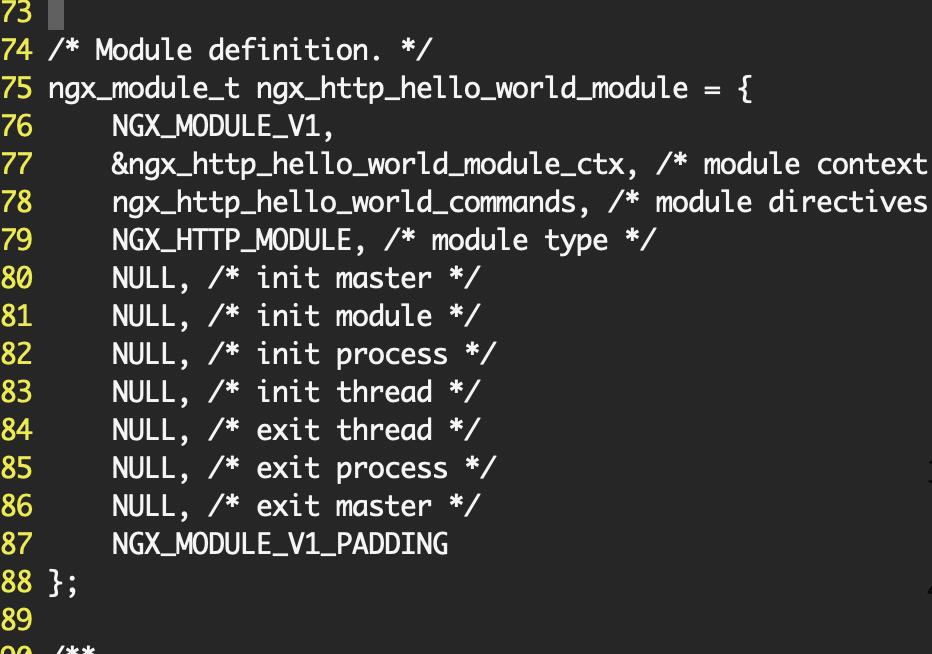 73
74 /* Module definition. */
75 ngx_module_t ngx_http_hello_world_module = {
76     NGX_MODULE_V1,
77     &ngx_http_hello_world_module_ctx, /* module context
78     ngx_http_hello_world_commands, /* module directives
79     NGX_HTTP_MODULE, /* module type */
80     NULL, /* init master */
81     NULL, /* init module */
82     NULL, /* init process */
83     NULL, /* init thread */
84     NULL, /* exit thread */
85     NULL, /* exit process */
86     NULL, /* exit master */
87     NGX_MODULE_V1_PADDING
88 };
89
90 /**